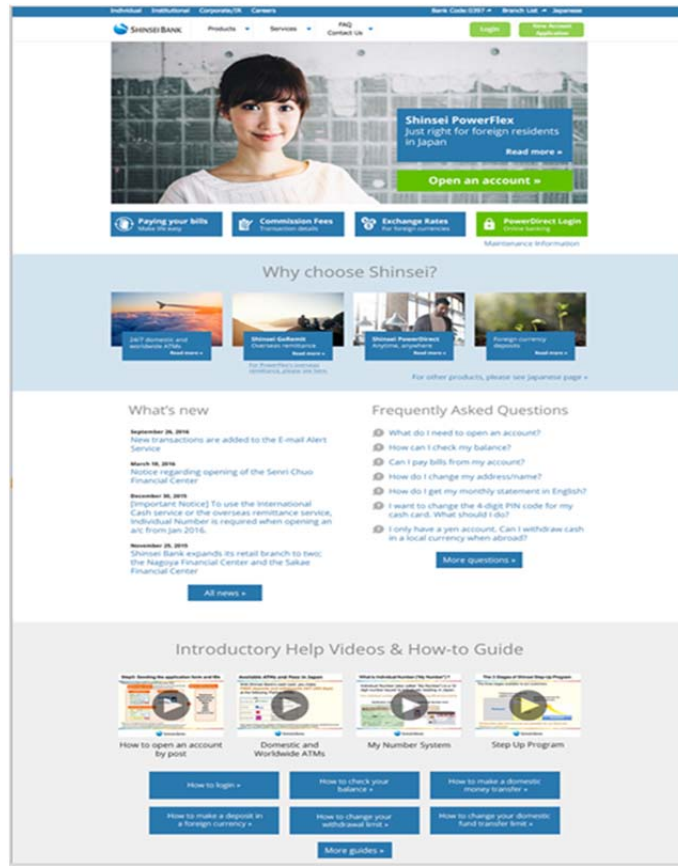 Individual Institutional Corporate/IR Careers Bank Code:0397 Branch List Japanese
SHINSEI BANK Products Services FAQ
Contact Us
Login New Account
Application
Shinsei PowerFlex
Just right for foreign residents
in Japan
Read more »
Open an account »
Paying your bills
Make life easy
Commission Fees
Transaction details
Exchange Rates
For foreign currencies
PowerDirect Login
Online banking
Maintenance Information
Why choose Shinsei?
24/7 domestic and
worldwide ATMs
Read more »
Shinsei GoRemit
Overseas remittance
Read more »
For PowerFlex's overseas
remittance, please see here
Shinsei PowerDirect
Anytime, anywhere
Read more »
Foreign currency
deposits
Read more »
For other products, please see Japanese page »
What's new
September 26, 2016
New transactions are added to the E-mail Alert
Service
March 18, 2016
Notice regarding opening of the Senri Chuo
Financial Center
December 30, 2015
[Important Notice] To use the International
Cash service or the overseas remittance service,
Individual Number is required when opening an
a/c from Jan 2016.
November 25, 2015
Shinsei Bank expands its retail branch to two;
the Nagoya Financial Center and the Sakae
Financial Center
All news »
Frequently Asked Questions
What do I need to open an account?
How can I check my balance?
Can I pay bills from my account?
How do I change my address/name?
How do I get my monthly statement in English?
I want to change the 4-digit PIN code for my
cash card. What should I do?
I only have a yen account. Can I withdraw cash
in a local currency when abroad?
More questions »
Introductory Help Videos & How-to Guide
How to open an account
by post
Domestic and
Worldwide ATMs
My Number System
Step Up Program
How to login »
How to check your
balance »
How to make a domestic
money transfer »
How to make a deposit in
a foreign currency »
How to change your
withdrawal limit »
How to change your domestic
fund transfer limit »
More guides »